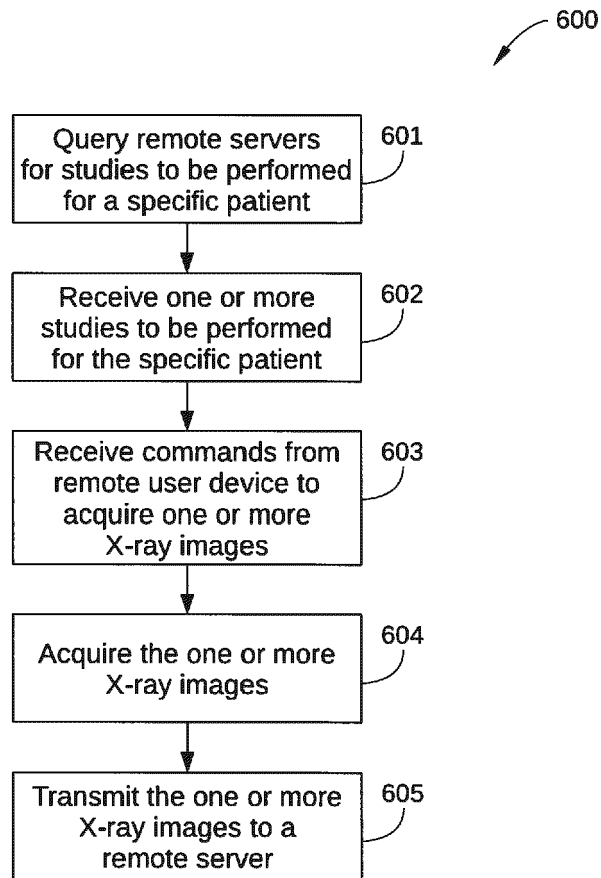 600
Query remote servers
for studies to be performed
for a specific patient
601
Receive one or more
studies to be performed
for the specific patient
602
Receive commands from
remote user device to
acquire one or more
X-ray images
603
Acquire the one or more
X-ray images
604
Transmit the one or more
X-ray images to a
remote server
605